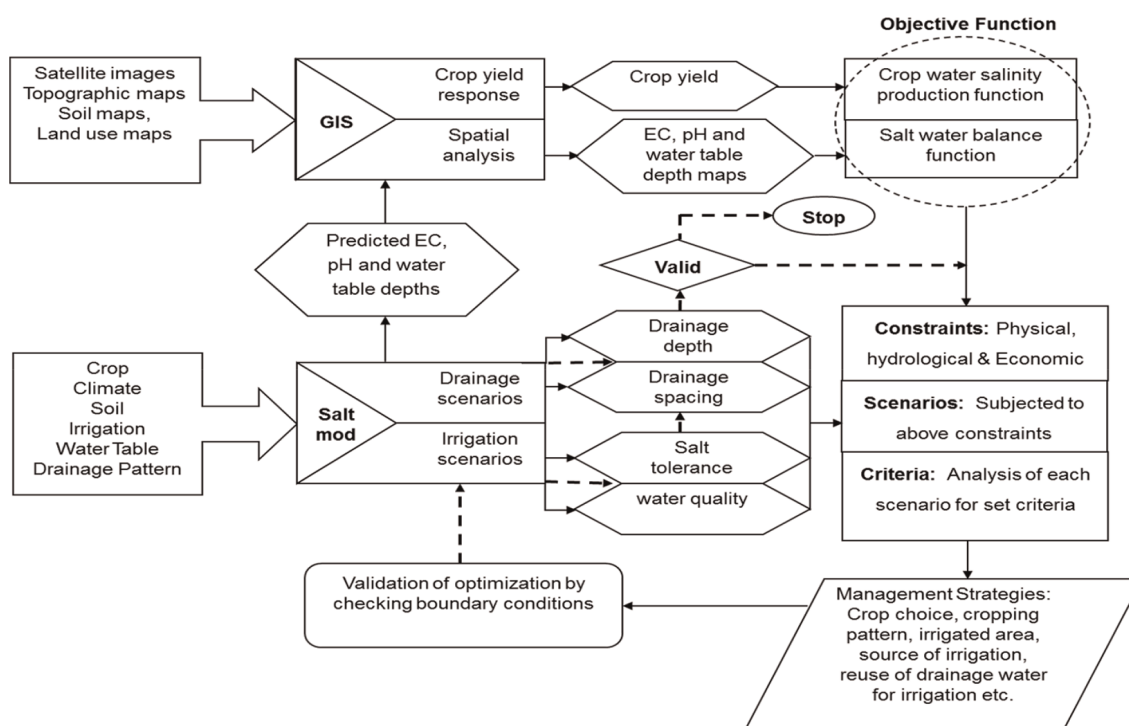 Objective Function
Satellite images
Topographic maps
Soil maps,
Land use maps
GIS
Crop yield
response
Spatial
analysis
Crop yield
EC, pH and
water table
depth maps
Crop water salinity
production function
Salt water balance
function
Stop
Valid
Predicted EC,
pH and water
table depths
Crop
Climate
Soil
Irrigation
Water Table
Drainage Pattern
Salt
mod
Drainage
scenarios
Irrigation
scenarios
Drainage
depth
Drainage
spacing
Salt
tolerance
water quality
Constraints: Physical,
hydrological & Economic
Scenarios: Subjected to
above constraints
Criteria: Analysis of each
scenario for set criteria
Validation of optimization by
checking boundary conditions
Management Strategies:
Crop choice, cropping
pattern, irrigated area,
source of irrigation,
reuse of drainage water
for irrigation etc.